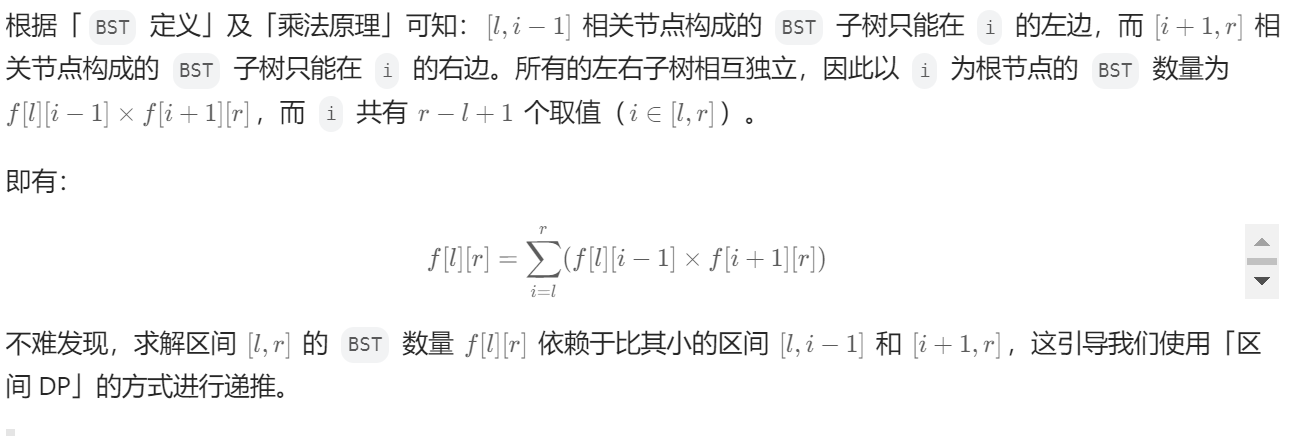 根据「 BST 定义」及「乘法原理」可知：[l, i − 1] 相关节点构成的 BST 子树只能在 i 的左边，而 [i + 1, r] 相
关节点构成的 BST 子树只能在 i 的右边。所有的左右子树相互独立，因此以 i 为根节点的 BST 数量为
f[l][i − 1] × f[i + 1][r]，而 i 共有 r − l + 1 个取值（i ∈ [l, r]）。
即有：
f[l][r] = ∑_{i=l}^{r} (f[l][i − 1] × f[i + 1][r])
不难发现，求解区间 [l, r] 的 BST 数量 f[l][r] 依赖于比其小的区间 [l, i − 1] 和 [i + 1, r]，这引导我们使用「区
间 DP」的方式进行递推。